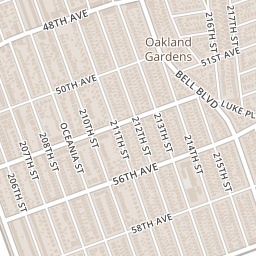 48TH AVE
217TH ST
216TH ST
Oakland
Gardens
51ST AVE
50TH AVE
BELL BLVD
LUKE PL
210TH ST
211TH ST
212TH ST
213TH ST
214TH ST
215TH ST
OCEANIA ST
208TH ST
207TH ST
206TH ST
56TH AVE
58TH AVE